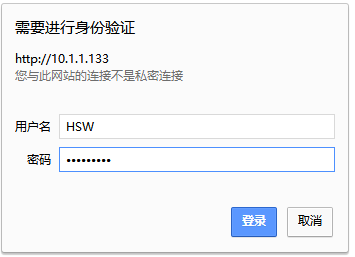 需要进行身份验证
http://10.1.1.133
您与此网站的连接不是私密连接
用户名 HSW
密码 •••••••••
登录 取消